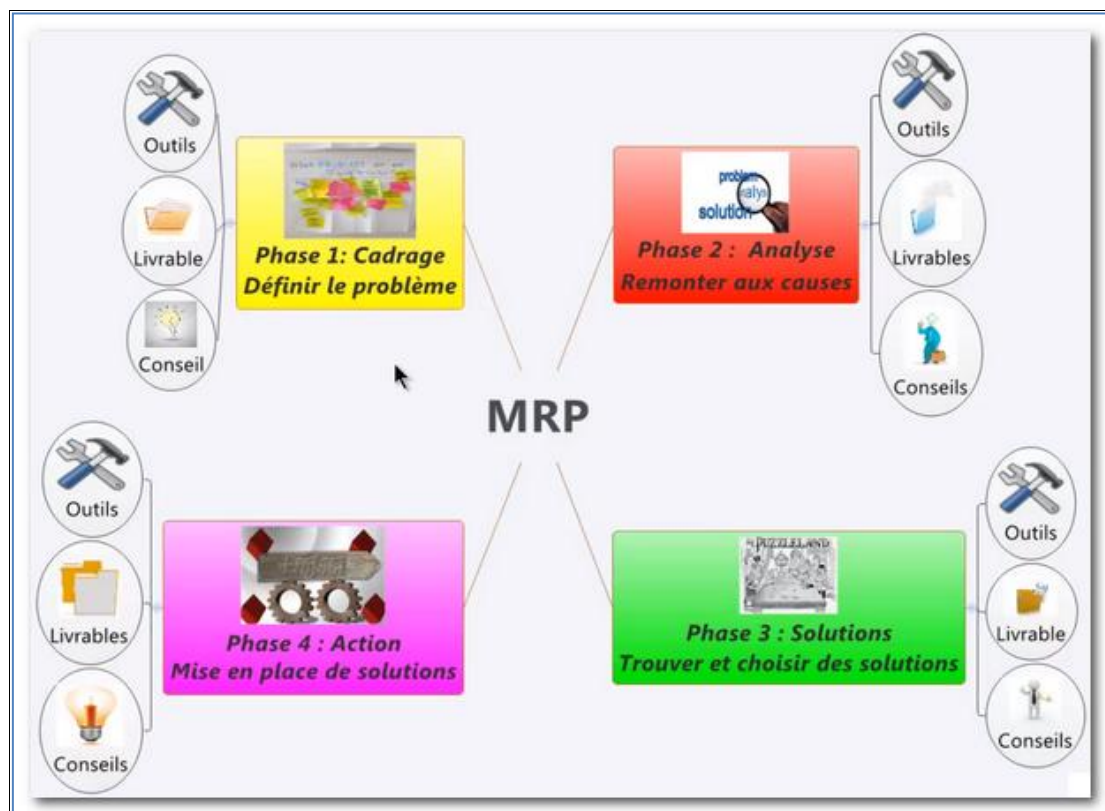 Outils
Livrable
Conseil
Phase 1: Cadrage
Définir le problème
problem
solution
Phase 2 : Analyse
Remonter aux causes
Outils
Livrables
Conseils
MRP
Outils
Livrables
Conseils
Phase 4 : Action
Mise en place de solutions
PUZZLELAND
Phase 3 : Solutions
Trouver et choisir des solutions
Outils
Livrable
Conseils